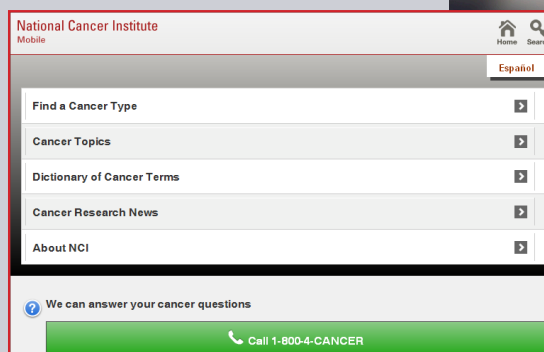 National Cancer Institute
Mobile
Home
Español
Find a Cancer Type
Cancer Topics
Dictionary of Cancer Terms
Cancer Research News
About NCI
We can answer your cancer questions
Call 1-800-4-CANCER